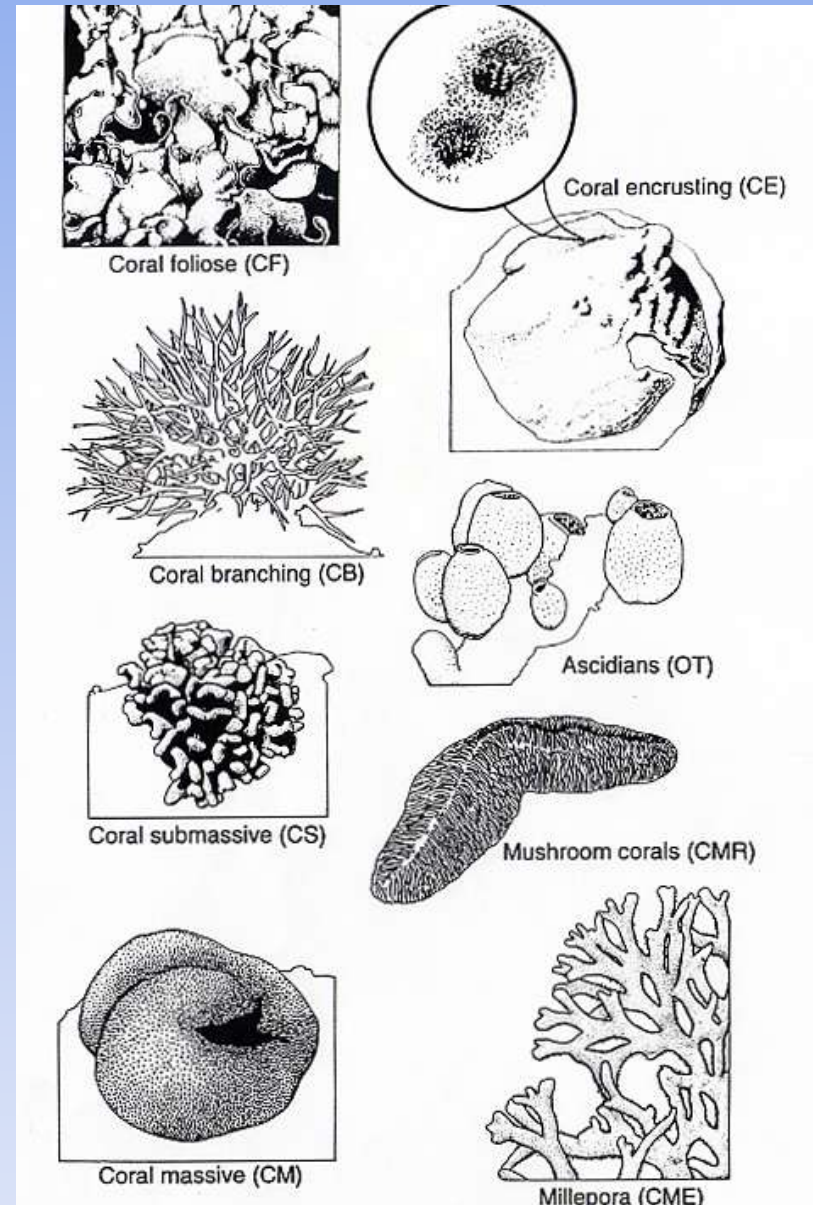 Coral foliose (CF)
Coral encrusting (CE)
Coral branching (CB)
Ascidians (OT)
Coral submassive (CS)
Mushroom corals (CMR)
Coral massive (CM)
Millepora (CME)